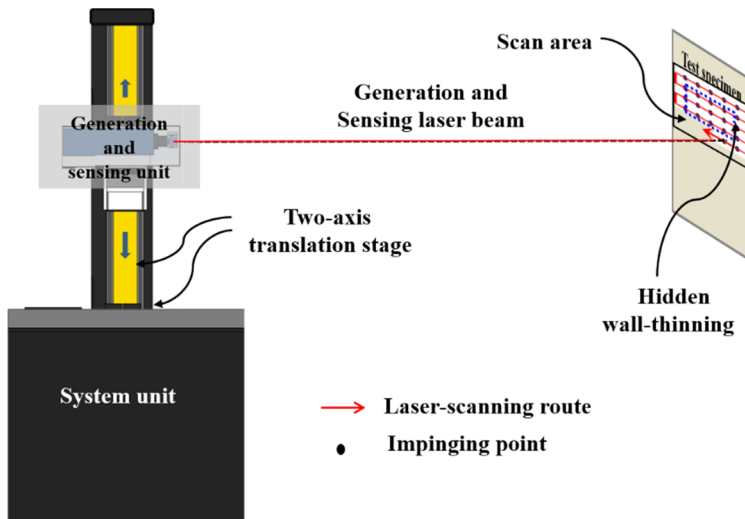 Scan area
Test specimen
Generation and
Sensing laser beam
Generation
and
sensing unit
Two-axis
translation stage
Hidden
wall-thinning
System unit
Laser-scanning route
Impinging point